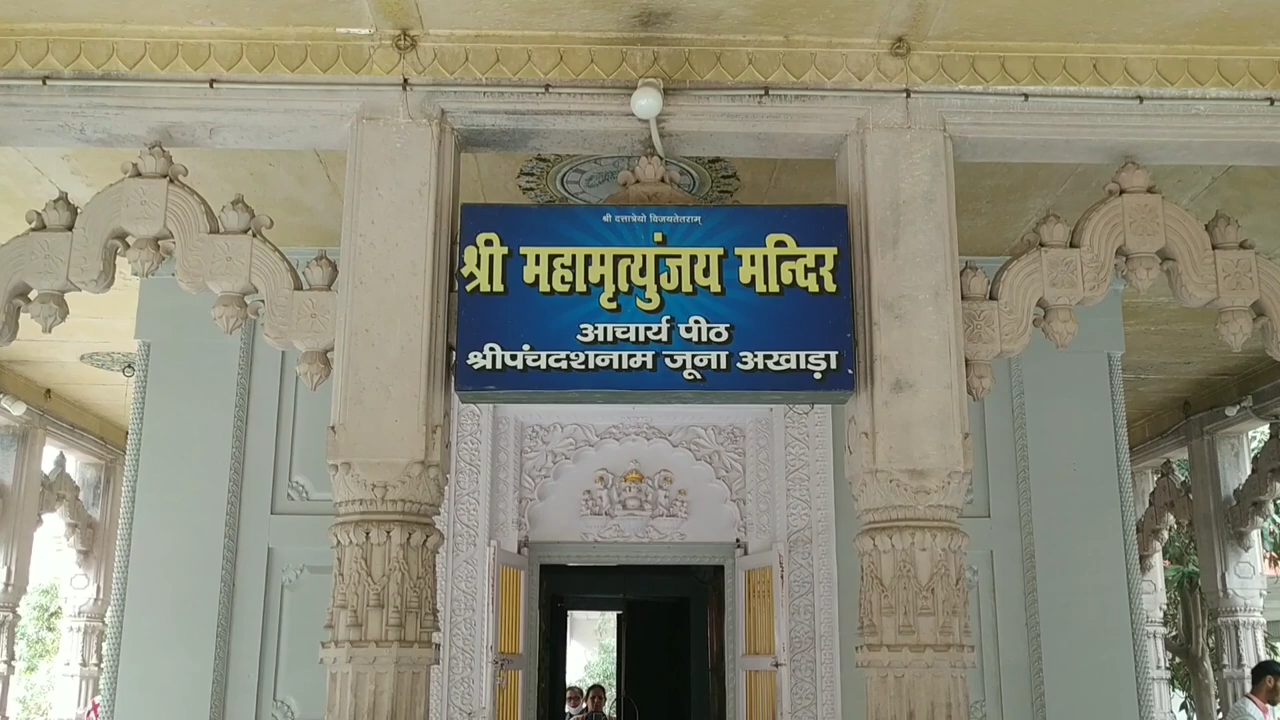 श्री दत्तात्रेयो विजयतेतराम्
श्री महामृत्युंजय मन्दिर
आचार्य पीठ
श्रीपंचदशनाम जूना अखाड़ा